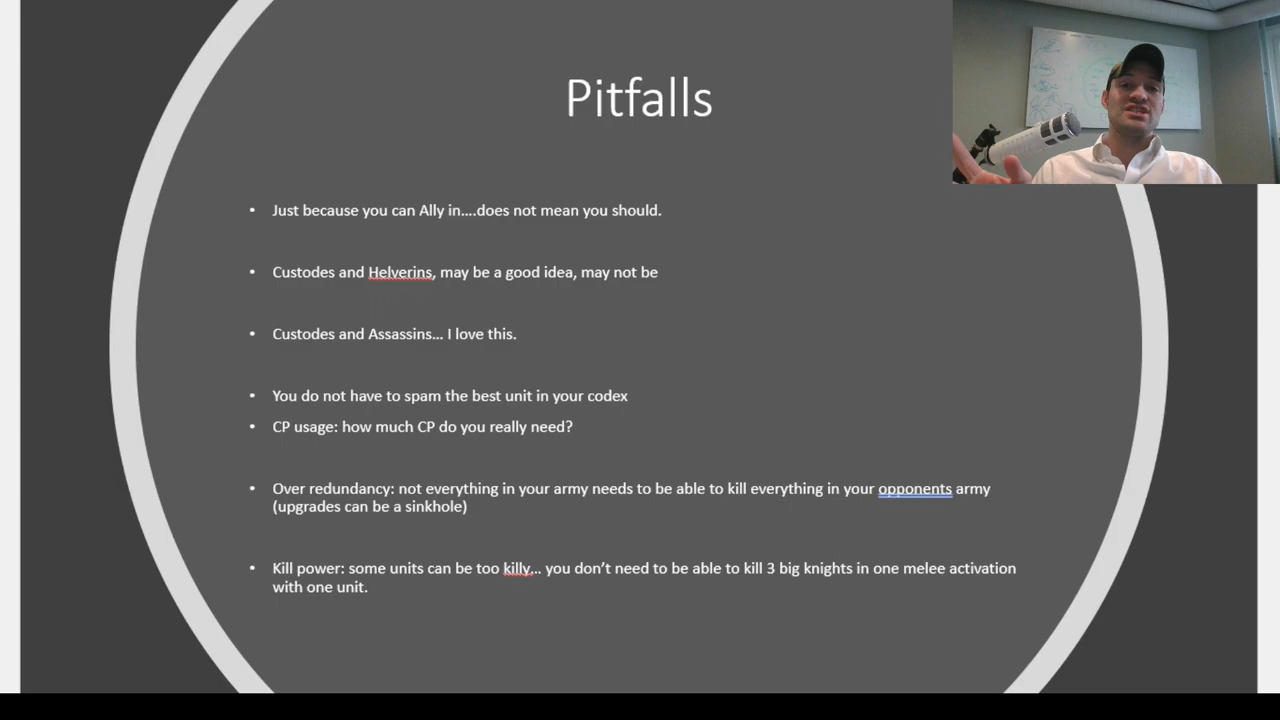 Pitfalls
• Just because you can Ally in....does not mean you should.
• Custodes and Helverins, may be a good idea, may not be
• Custodes and Assassins... I love this.
• You do not have to spam the best unit in your codex
• CP usage: how much CP do you really need?
• Over redundancy: not everything in your army needs to be able to kill everything in your opponents army
(upgrades can be a sinkhole)
• Kill power: some units can be too killy... you don’t need to be able to kill 3 big knights in one melee activation
with one unit.